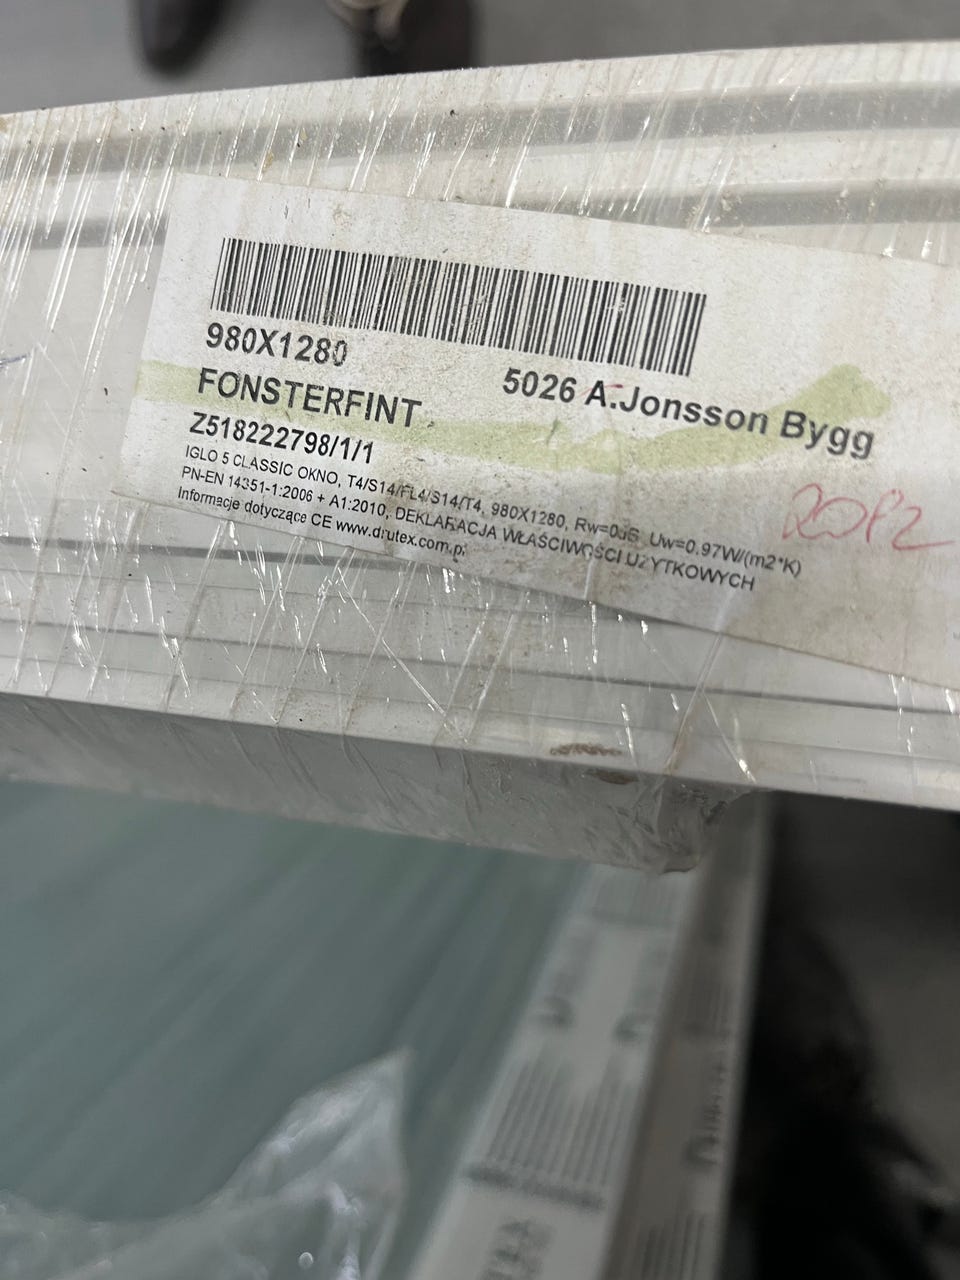 980X1280
5026 A.Jonsson Bygg
FONSTERFINT
Z518222798/1/1
IGLO 5 CLASSIC OKNO, T4/S14/FL4/S14/T4, 980X1280, Uw=0.97W/(m2*K)
PN-EN 14351-1:2006 + A1:2010, DEKLARACJA WŁAŚCIWOŚCI UŻYTKOWYCH
Informacje dotyczące CE www.drutex.com.pl